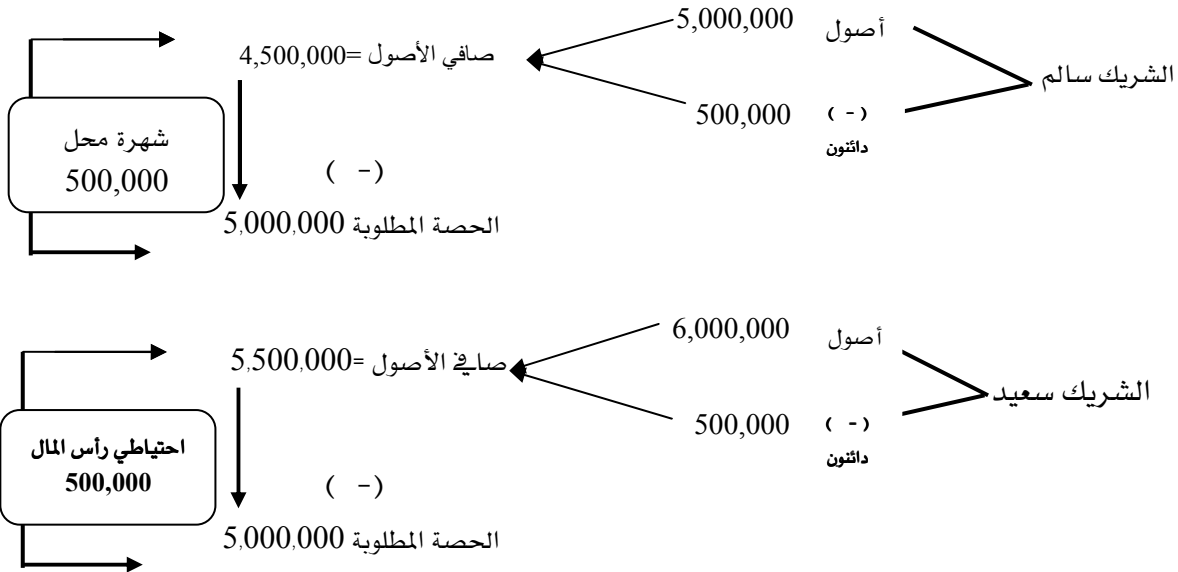 الشريك سالم
أصول 5,000,000
( - ) 500,000
دائنون
صافي الأصول =4,500,000
( - )
الحصة المطلوبة 5,000,000
شهرة محل
500,000
الشريك سعيد
أصول 6,000,000
( - ) 500,000
دائنون
صافي الأصول =5,500,000
( - )
الحصة المطلوبة 5,000,000
احتياطي رأس المال
500,000